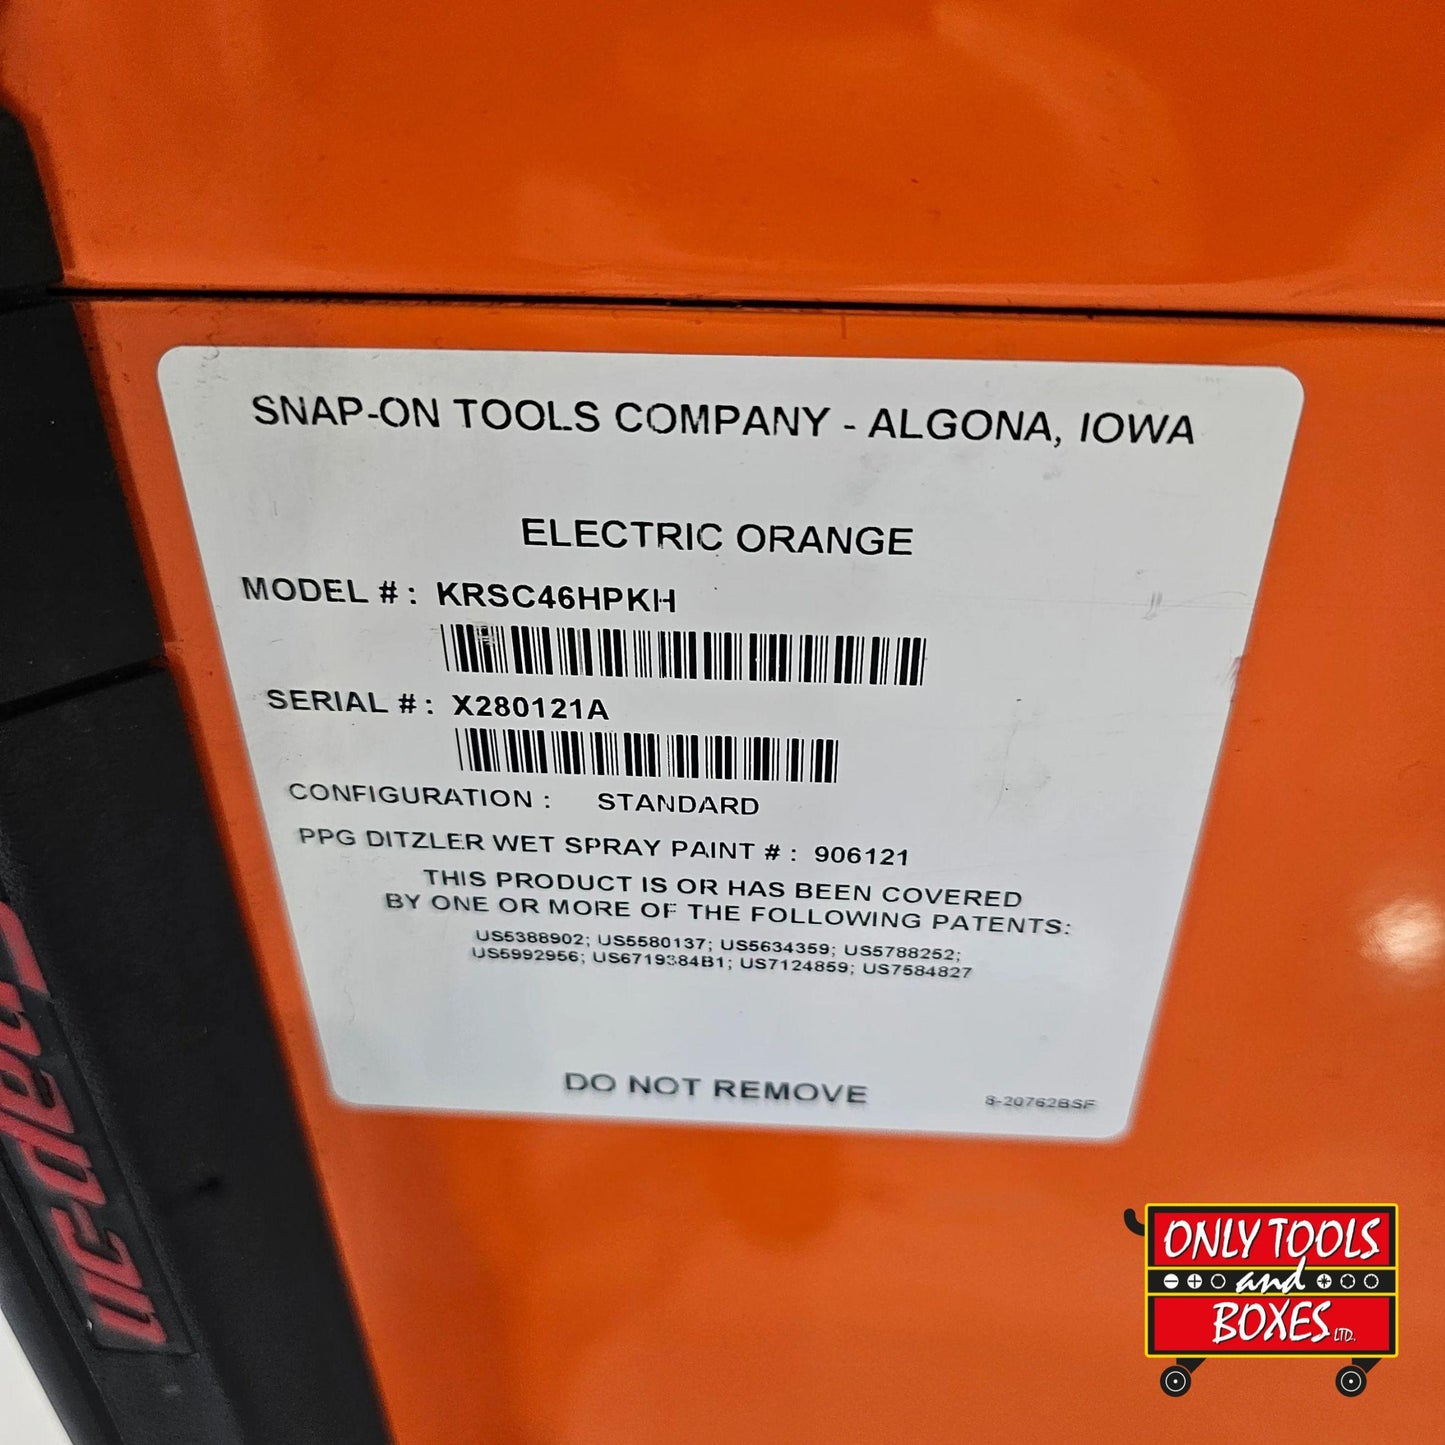 SNAP-ON TOOLS COMPANY - ALGONA, IOWA
ELECTRIC ORANGE
MODEL # : KRSC46HPKH
SERIAL # : X280121A
CONFIGURATION : STANDARD
PPG DITZLER WET SPRAY PAINT # : 906121
THIS PRODUCT IS OR HAS BEEN COVERED
BY ONE OR MORE OF THE FOLLOWING PATENTS:
US5388902; US5580137; US5634359; US5788252;
US5992956; US6719384B1; US7124859; US7584827
DO NOT REMOVE
S-20762BSF
ONLY TOOLS
and
BOXES LTD.